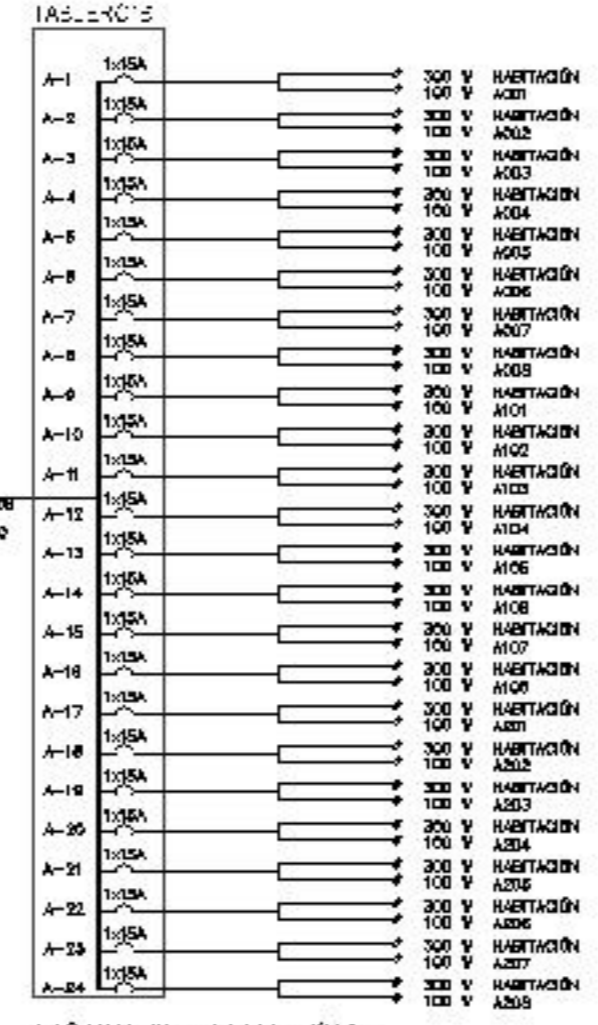 A-1 1x15A 300 V HABITACIÓN
100 V A001
A-2 1x15A 300 V HABITACIÓN
100 V A002
A-3 1x15A 300 V HABITACIÓN
100 V A003
A-4 1x15A 300 V HABITACIÓN
100 V A004
A-5 1x15A 300 V HABITACIÓN
100 V A005
A-6 1x15A 300 V HABITACIÓN
100 V A006
A-7 1x15A 300 V HABITACIÓN
100 V A007
A-8 1x15A 300 V HABITACIÓN
100 V A008
A-9 1x15A 300 V HABITACIÓN
100 V A101
A-10 1x15A 300 V HABITACIÓN
100 V A102
A-11 1x15A 300 V HABITACIÓN
100 V A103
A-12 1x15A 300 V HABITACIÓN
100 V A104
A-13 1x15A 300 V HABITACIÓN
100 V A105
A-14 1x15A 300 V HABITACIÓN
100 V A106
A-15 1x15A 300 V HABITACIÓN
100 V A107
A-16 1x15A 300 V HABITACIÓN
100 V A108
A-17 1x15A 300 V HABITACIÓN
100 V A201
A-18 1x15A 300 V HABITACIÓN
100 V A202
A-19 1x15A 300 V HABITACIÓN
100 V A203
A-20 1x15A 300 V HABITACIÓN
100 V A204
A-21 1x15A 300 V HABITACIÓN
100 V A205
A-22 1x15A 300 V HABITACIÓN
100 V A206
A-23 1x15A 300 V HABITACIÓN
100 V A207
A-24 1x15A 300 V HABITACIÓN
100 V A208